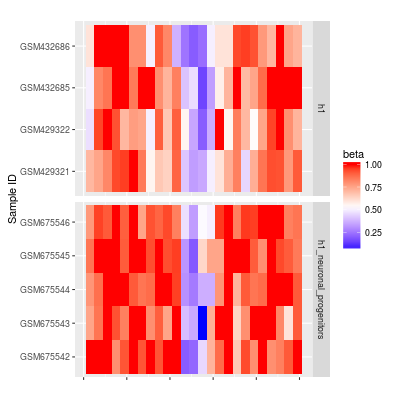 GSM432686
GSM432685
GSM429322
GSM429321
h1
GSM675546
GSM675545
GSM675544
GSM675543
GSM675542
h1_neuronal_progenitors
Sample ID
beta
1.00
0.75
0.50
0.25